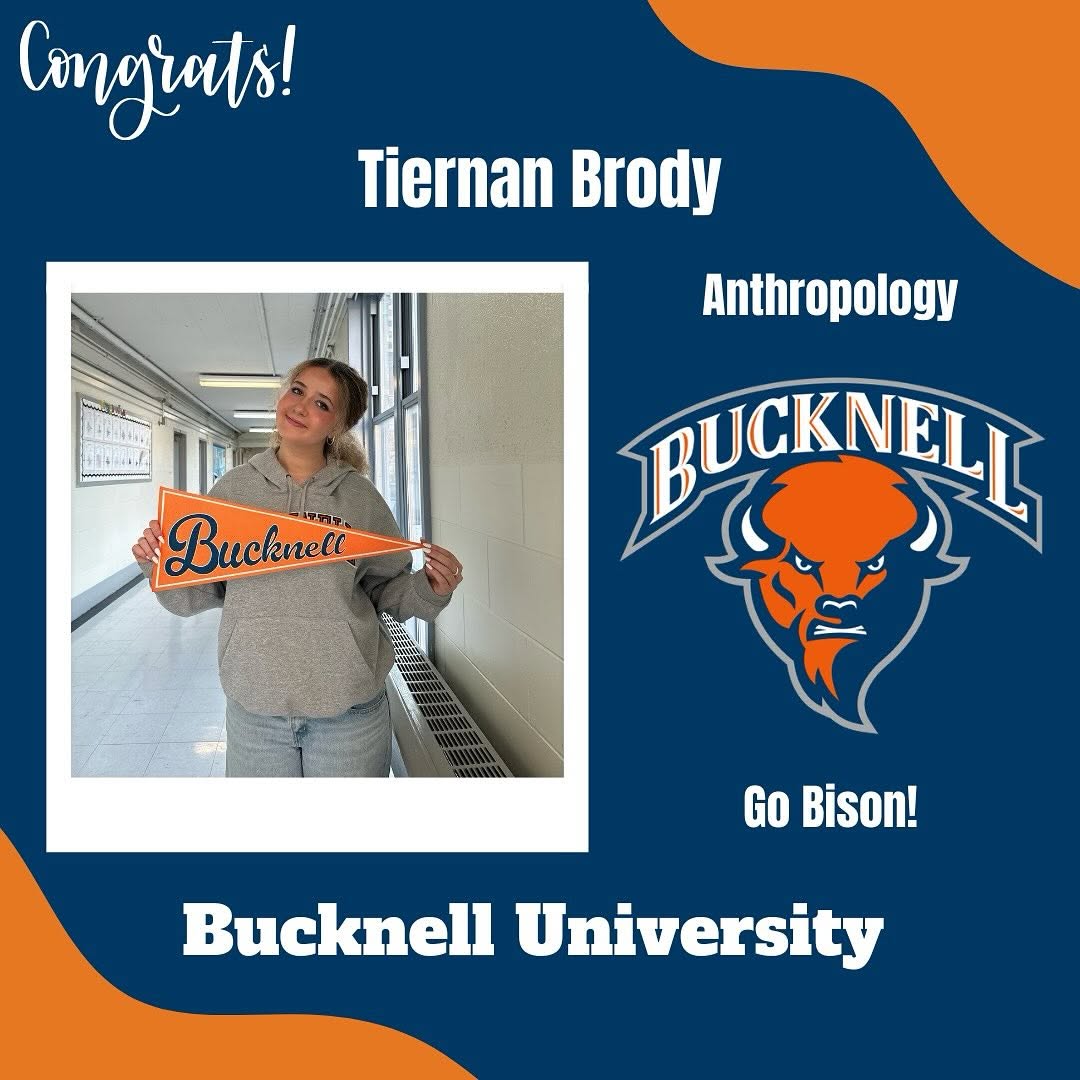 Congrats!
Tiernan Brody
Anthropology
BUCKNELL
Bucknell
Go Bison!
Bucknell University